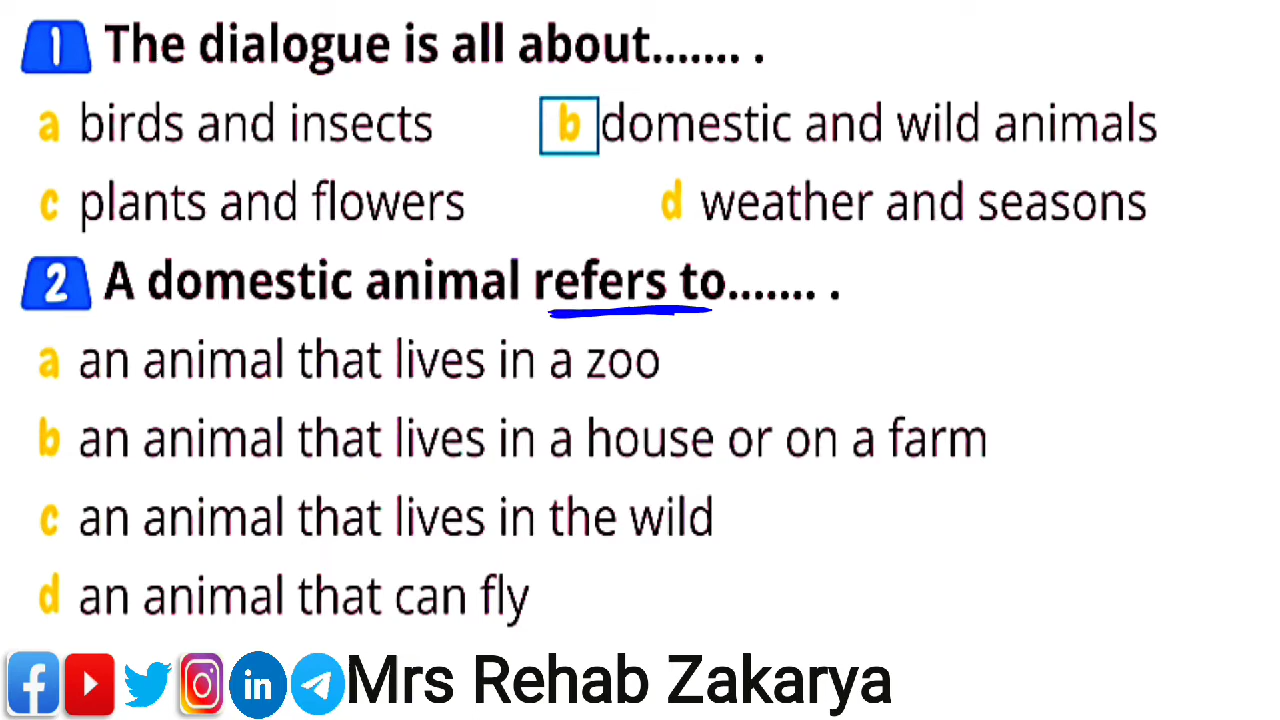 1 The dialogue is all about....... .
a birds and insects b domestic and wild animals
c plants and flowers d weather and seasons
2 A domestic animal refers to....... .
a an animal that lives in a zoo
b an animal that lives in a house or on a farm
c an animal that lives in the wild
d an animal that can fly
Mrs Rehab Zakarya